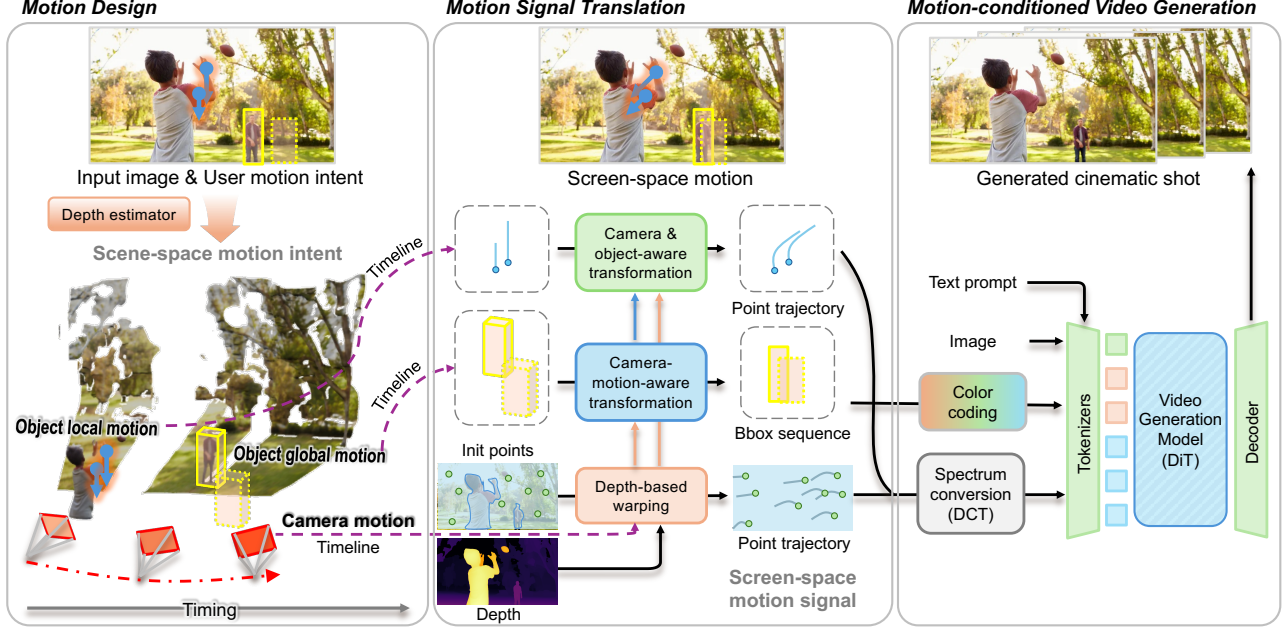 Motion Design
Input image & User motion intent
Depth estimator
Scene-space motion intent
Object local motion
Object global motion
Camera motion
Timeline
Timing
Motion Signal Translation
Screen-space motion
Timeline
Camera &
object-aware
transformation
Point trajectory
Timeline
Camera-
motion-aware
transformation
Bbox sequence
Init points
Depth-based
warping
Point trajectory
Depth
Screen-space
motion signal
Motion-conditioned Video Generation
Generated cinematic shot
Text prompt
Image
Color
coding
Spectrum
conversion
(DCT)
Tokenizers
Video
Generation
Model
(DiT)
Decoder